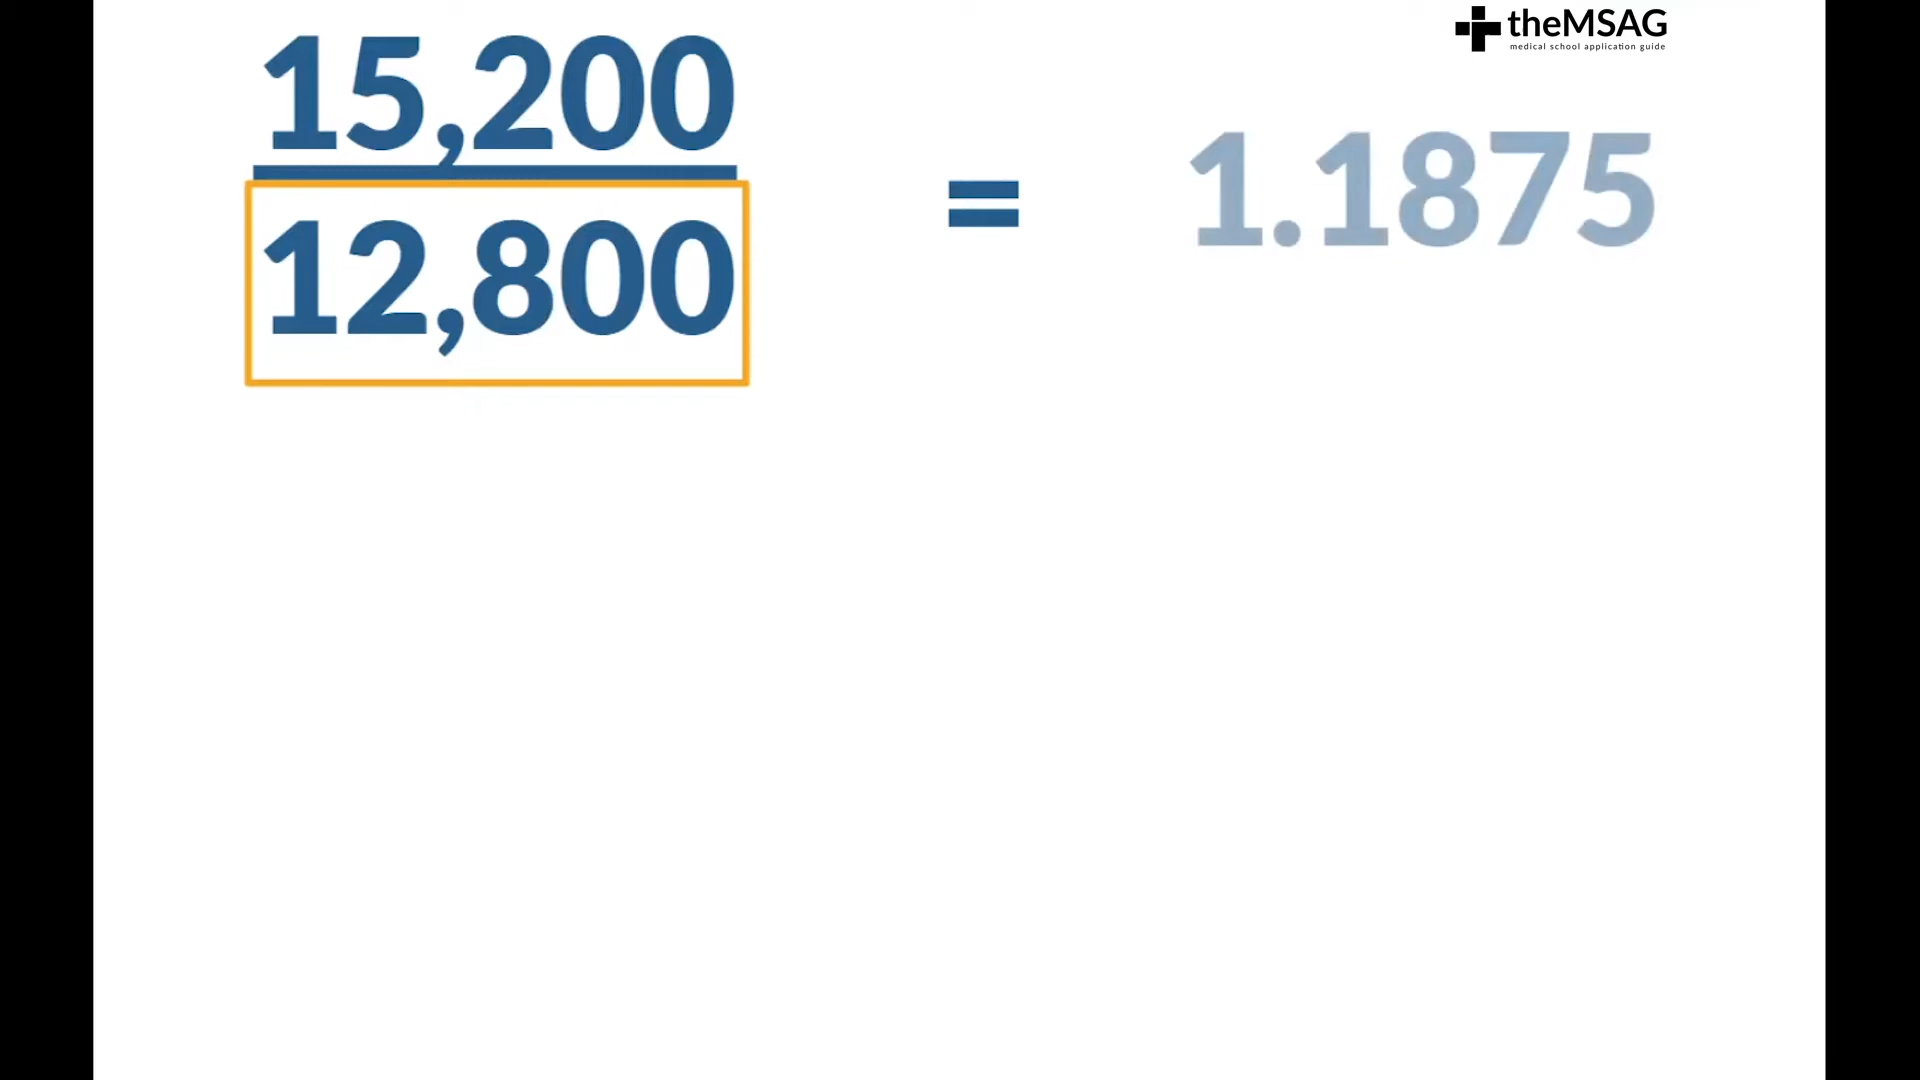 theMSAG
medical school application guide
15,200
12,800
= 1.1875